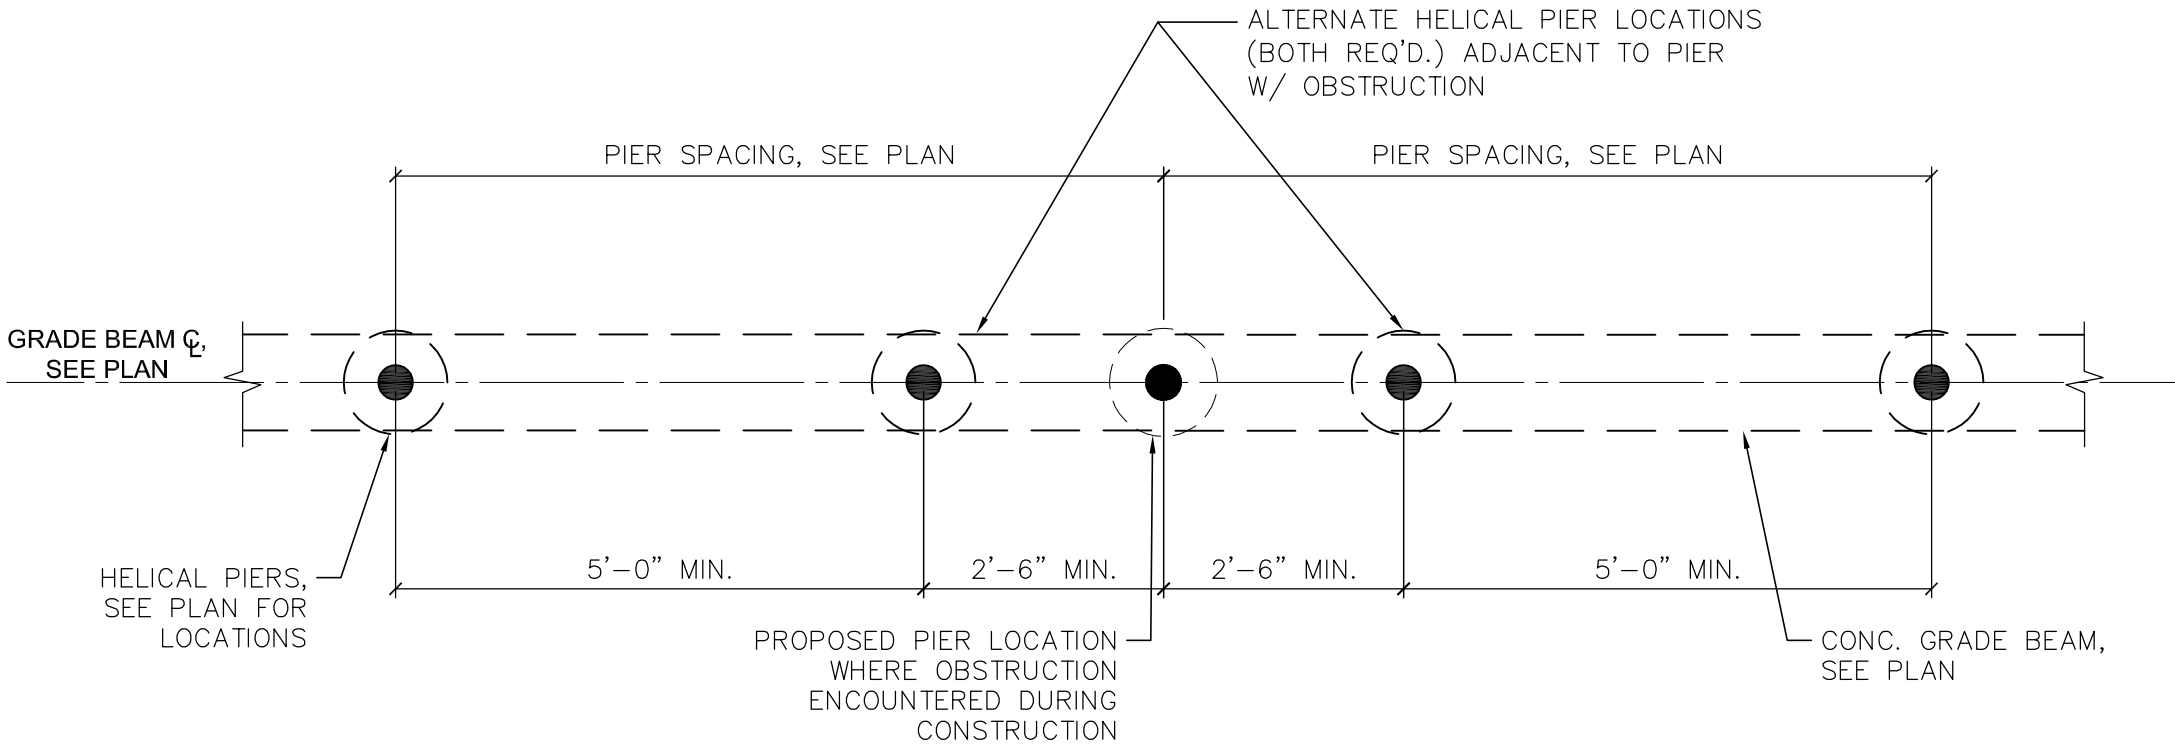 ALTERNATE HELICAL PIER LOCATIONS
(BOTH REQ'D.) ADJACENT TO PIER
W/ OBSTRUCTION
PIER SPACING, SEE PLAN
PIER SPACING, SEE PLAN
GRADE BEAM ℄,
SEE PLAN
5'-0" MIN.
2'-6" MIN.
2'-6" MIN.
5'-0" MIN.
HELICAL PIERS,
SEE PLAN FOR
LOCATIONS
PROPOSED PIER LOCATION
WHERE OBSTRUCTION
ENCOUNTERED DURING
CONSTRUCTION
CONC. GRADE BEAM,
SEE PLAN